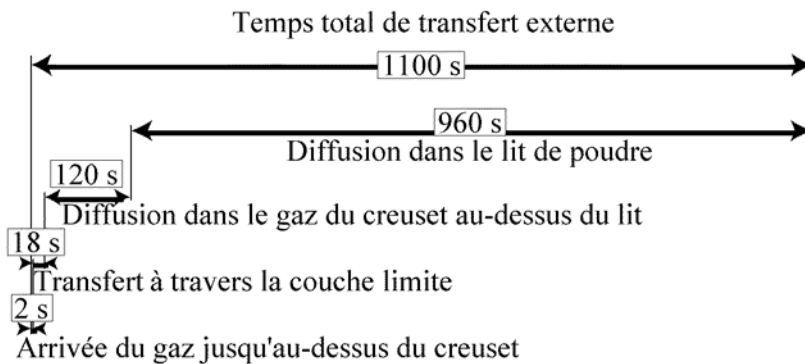 Temps total de transfert externe
1100 s
960 s
Diffusion dans le lit de poudre
120 s
Diffusion dans le gaz du creuset au-dessus du lit
18 s
Transfert à travers la couche limite
2 s
Arrivée du gaz jusqu'au-dessus du creuset